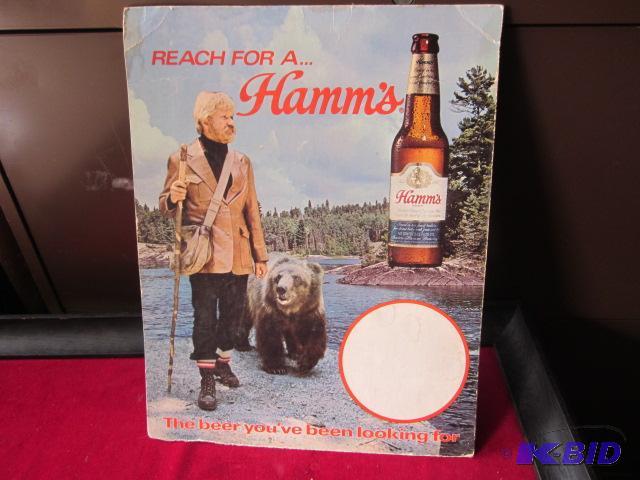 REACH FOR A...
Hamm's
Hamm's
The beer you've been looking for
K-BID